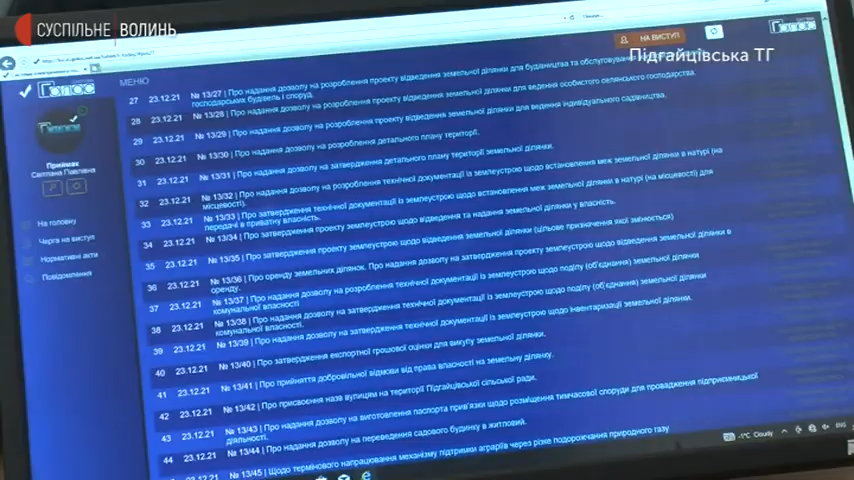 СУСПІЛЬНЕ ВОЛИНЬ
НА ВИСТУП
Голос
Підгайцівська ТГ
Голос
МЕНЮ
Приймак
Світлана Павлівна
На головну
Черга на виступ
Нормативні акти
Повідомлення
27 23.12.21 № 13/27 | Про надання дозволу на розроблення проекту відведення земельної ділянки для будівництва та обслуговування
господарських будівель і споруд.
28 23.12.21 № 13/28 | Про надання дозволу на розроблення проекту відведення земельної ділянки для ведення особистого селянського господарства.
29 23.12.21 № 13/29 | Про надання дозволу на розроблення проекту відведення земельної ділянки для ведення індивідуального садівництва.
30 23.12.21 № 13/30 | Про надання дозволу на розроблення детального плану території.
31 23.12.21 № 13/31 | Про надання дозволу на затвердження детального плану території земельної ділянки.
32 23.12.21 № 13/32 | Про надання дозволу на розроблення технічної документації із землеустрою щодо встановлення меж земельної ділянки в натурі (на
місцевості).
33 23.12.21 № 13/33 | Про затвердження технічної документації із землеустрою щодо встановлення меж земельної ділянки в натурі (на місцевості) для
передачі в приватну власність.
34 23.12.21 № 13/34 | Про затвердження проекту землеустрою щодо відведення та надання земельної ділянки у власність.
35 23.12.21 № 13/35 | Про затвердження проекту землеустрою щодо відведення земельної ділянки (цільове призначення якої змінюється)
36 23.12.21 № 13/36 | Про оренду земельних ділянок. Про надання дозволу на затвердження проекту землеустрою щодо відведення земельної ділянки в
оренду.
37 23.12.21 № 13/37 | Про надання дозволу на розроблення технічної документації із землеустрою щодо поділу (об'єднання) земельної ділянки
комунальної власності
38 23.12.21 № 13/38 | Про надання дозволу на затвердження технічної документації із землеустрою щодо поділу (об'єднання) земельної ділянки
комунальної власності.
39 23.12.21 № 13/39 | Про надання дозволу на затвердження технічної документації із землеустрою щодо інвентаризації земельної ділянки.
40 23.12.21 № 13/40 | Про затвердження експортної грошової оцінки для викупу земельної ділянки.
41 23.12.21 № 13/41 | Про прийняття добровільної відмови від права власності на земельну ділянку.
42 23.12.21 № 13/42 | Про присвоєння назв вулицям на території Підгайцівської сільської ради.
43 23.12.21 № 13/43 | Про надання дозволу на виготовлення паспорта прив'язки щодо розміщення тимчасової споруди для провадження підприємницької
діяльності.
44 23.12.21 № 13/44 | Про надання дозволу на переведення садового будинку в житловий.
23.12.21 № 13/45 | Щодо термінового напрацювання механізму підтримки аграріїв через різке подорожчання природного газу
-1°C Cloudy
ENG